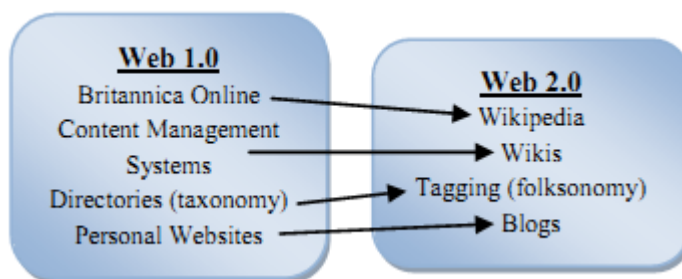 Web 1.0
Britannica Online
Content Management
Systems
Directories (taxonomy)
Personal Websites
Web 2.0
Wikipedia
Wikis
Tagging (folksonomy)
Blogs